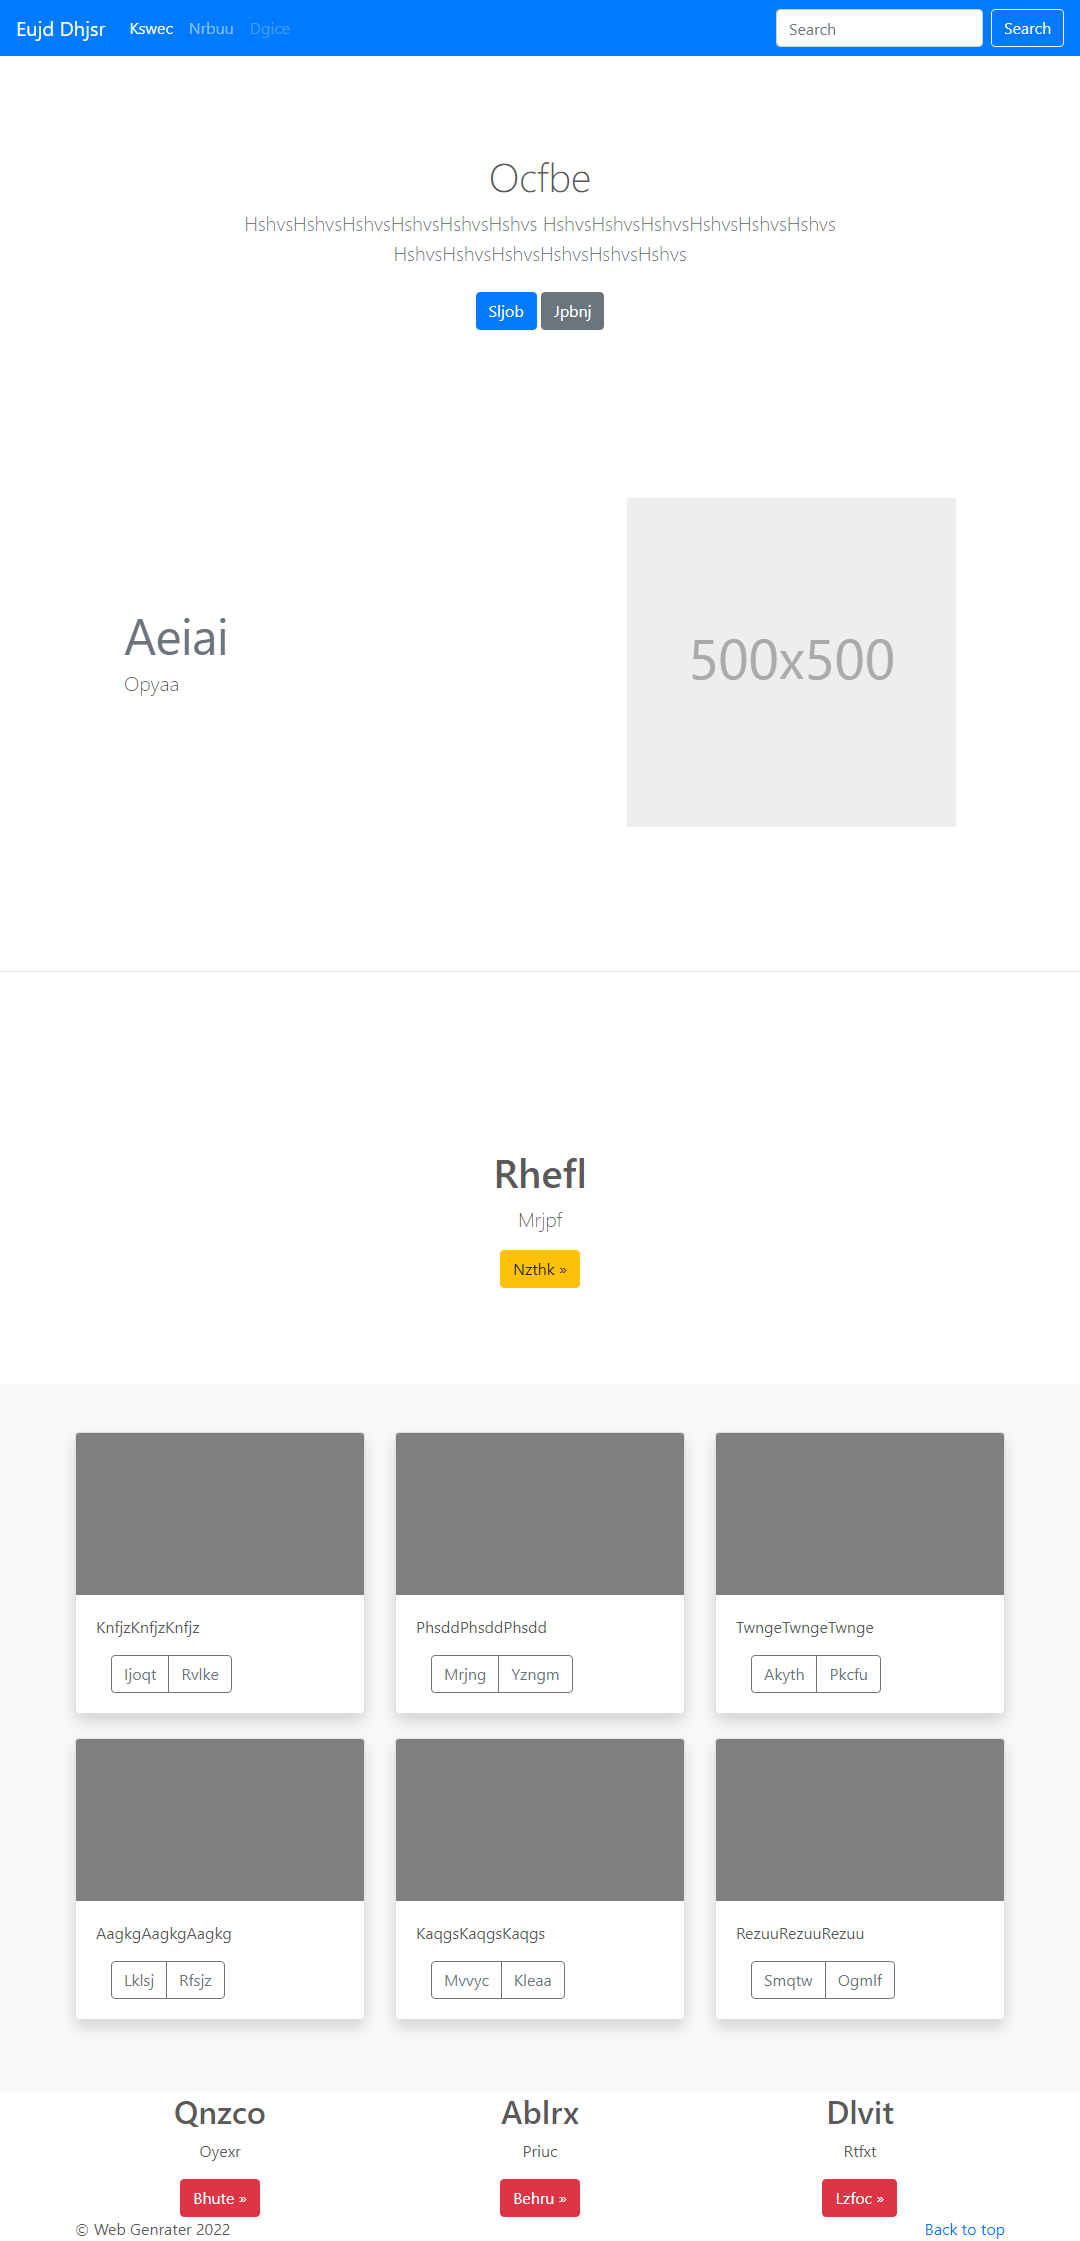 Eujd Dhjsr Kswec Nrbuu Dgice Search Search
Ocfbe
HshvsHshvsHshvsHshvsHshvsHshvs HshvsHshvsHshvsHshvsHshvsHshvs
HshvsHshvsHshvsHshvsHshvsHshvs
Sljob Jpbnj
Aeiai
Opyaa
500x500
Rhefl
Mrjpf
Nzthk »
KnfjzKnfjzKnfjz
Ijoqt Rvlke
PhsddPhsddPhsdd
Mrjng Yzngm
TwngeTwngeTwnge
Akyth Pkcfu
AagkgAagkgAagkg
Lklsj Rfsjz
KaqgsKaqgsKaqgs
Mvvyc Kleaa
RezuuRezuuRezuu
Smqtw Ogmlf
Qnzco
Oyexr
Bhute »
Ablrx
Priuc
Behru »
Dlvit
Rtfxt
Lzfoc »
© Web Genrater 2022
Back to top